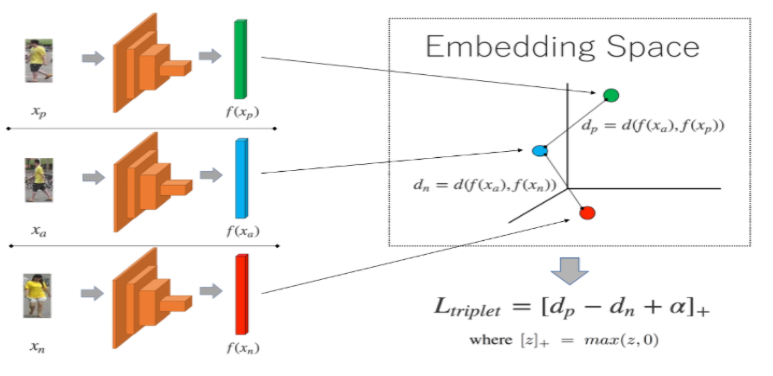 Embedding Space
x_p
f(x_p)
d_p = d(f(x_a), f(x_p))
x_a
f(x_a)
d_n = d(f(x_a), f(x_n))
x_n
f(x_n)
L_{triplet} = [d_p − d_n + α]_+
where [z]_+ = max(z, 0)